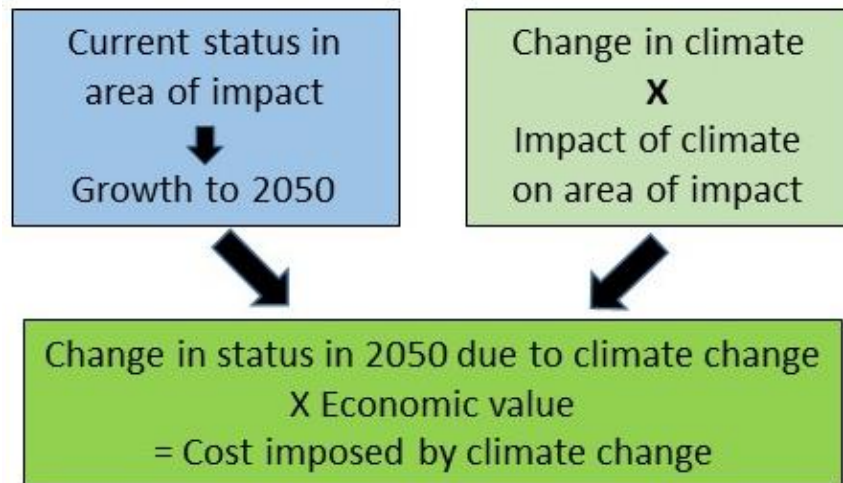 Current status in
area of impact
Growth to 2050
Change in climate
X
Impact of climate
on area of impact
Change in status in 2050 due to climate change
X Economic value
= Cost imposed by climate change